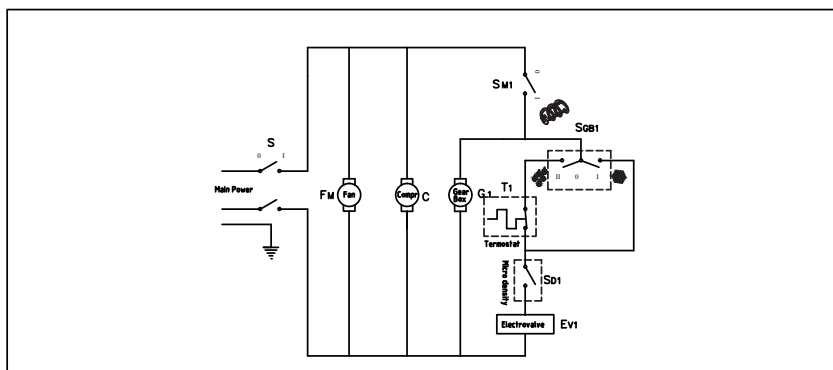 0
SM1
I
SGB1
S
0 I
T1
II 0 I
Main Power
FM
Fan
Compr
C
Gear
Box
G1
Termostat
Micro density
SD1
Electrovalve
EV1